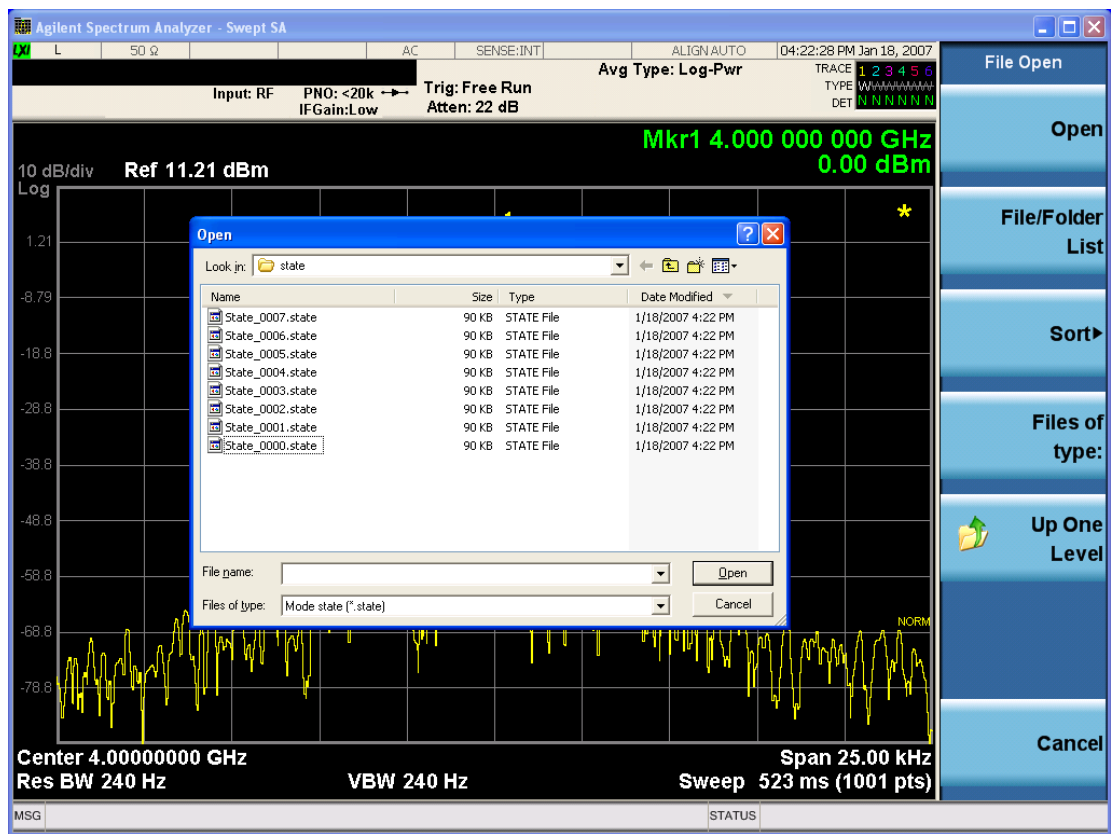 Agilent Spectrum Analyzer - Swept SA
LXI L 50 Ω AC SENSE:INT ALIGN AUTO 04:22:28 PM Jan 18, 2007
Input: RF PNO: <20k IFGain:Low
Trig: Free Run
Atten: 22 dB
Avg Type: Log-Pwr
TRACE 1 2 3 4 5 6
TYPE W
DET N N N N N N
Mkr1 4.000 000 000 GHz
0.00 dBm
10 dB/div Ref 11.21 dBm
Log
1
*
1.21
-8.79
-18.8
-28.8
-38.8
-48.8
-58.8
-68.8
-78.8
NORM
Open
Look in: state
Name Size Type Date Modified
State_0007.state 90 KB STATE File 1/18/2007 4:22 PM
State_0006.state 90 KB STATE File 1/18/2007 4:22 PM
State_0005.state 90 KB STATE File 1/18/2007 4:22 PM
State_0004.state 90 KB STATE File 1/18/2007 4:22 PM
State_0003.state 90 KB STATE File 1/18/2007 4:22 PM
State_0002.state 90 KB STATE File 1/18/2007 4:22 PM
State_0001.state 90 KB STATE File 1/18/2007 4:22 PM
State_0000.state 90 KB STATE File 1/18/2007 4:22 PM
File name: Open
Files of type: Mode state (*.state) Cancel
Center 4.00000000 GHz Span 25.00 kHz
Res BW 240 Hz VBW 240 Hz Sweep 523 ms (1001 pts)
MSG STATUS
File Open
Open
File/Folder
List
Sort
Files of
type:
Up One
Level
Cancel